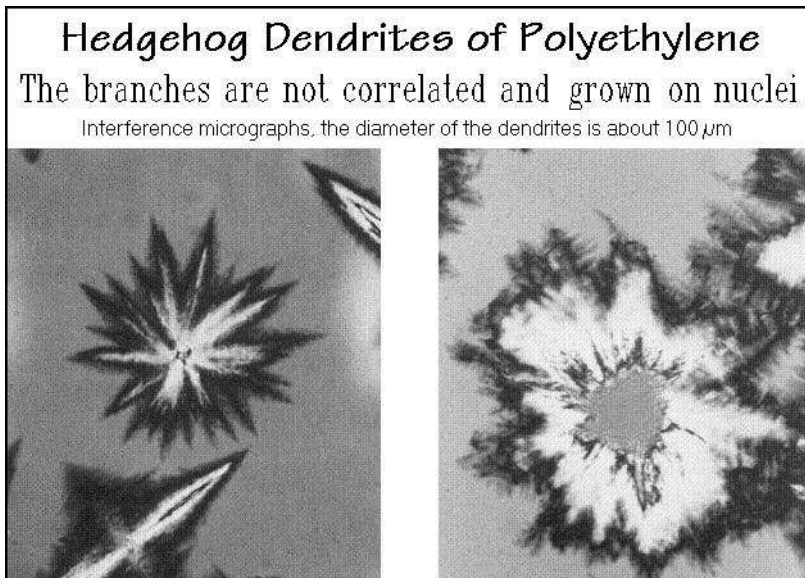 Hedgehog Dendrites of Polyethylene
The branches are not correlated and grown on nuclei
Interference micrographs, the diameter of the dendrites is about 100 µm